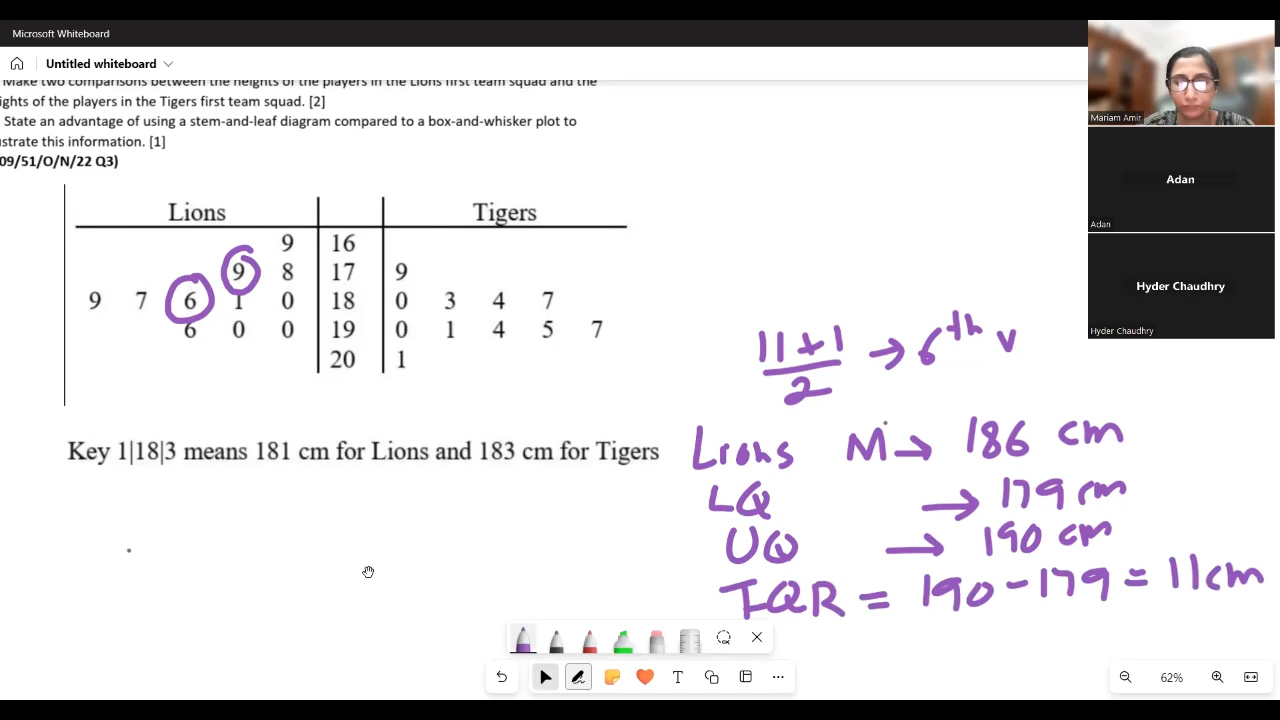 Microsoft Whiteboard
Untitled whiteboard
Make two comparisons between the heights of the players in the Lions first team squad and the
ights of the players in the Tigers first team squad. [2]
State an advantage of using a stem-and-leaf diagram compared to a box-and-whisker plot to
ustrate this information. [1]
09/51/O/N/22 Q3)
Lions Tigers
9 16
9 8 17 9
9 7 6 1 0 18 0 3 4 7
6 0 0 19 0 1 4 5 7
20 1
Key 1|18|3 means 181 cm for Lions and 183 cm for Tigers
11+1
2
→ 6th v
Lions M → 186 cm
LQ → 179 cm
UQ → 190 cm
IQR = 190 - 179 = 11cm
Mariam Amir
Adan
Adan
Hyder Chaudhry
Hyder Chaudhry
T
62%